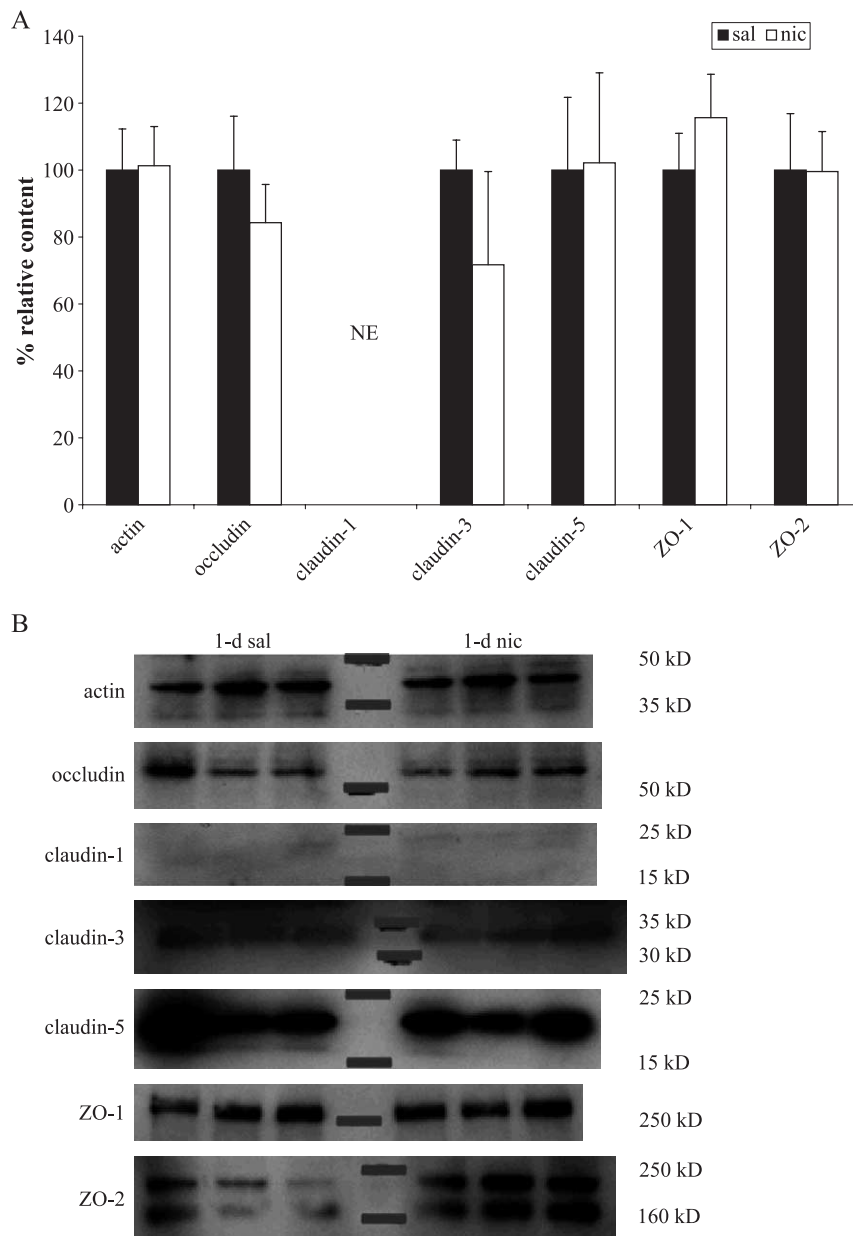 A
% relative content
140
120
100
80
60
40
20
0
sal nic
NE
actin occludin claudin-1 claudin-3 claudin-5 ZO-1 ZO-2
B
1-d sal 1-d nic
actin 50 kD
35 kD
occludin 50 kD
claudin-1 25 kD
15 kD
claudin-3 35 kD
30 kD
claudin-5 25 kD
15 kD
ZO-1 250 kD
ZO-2 250 kD
160 kD